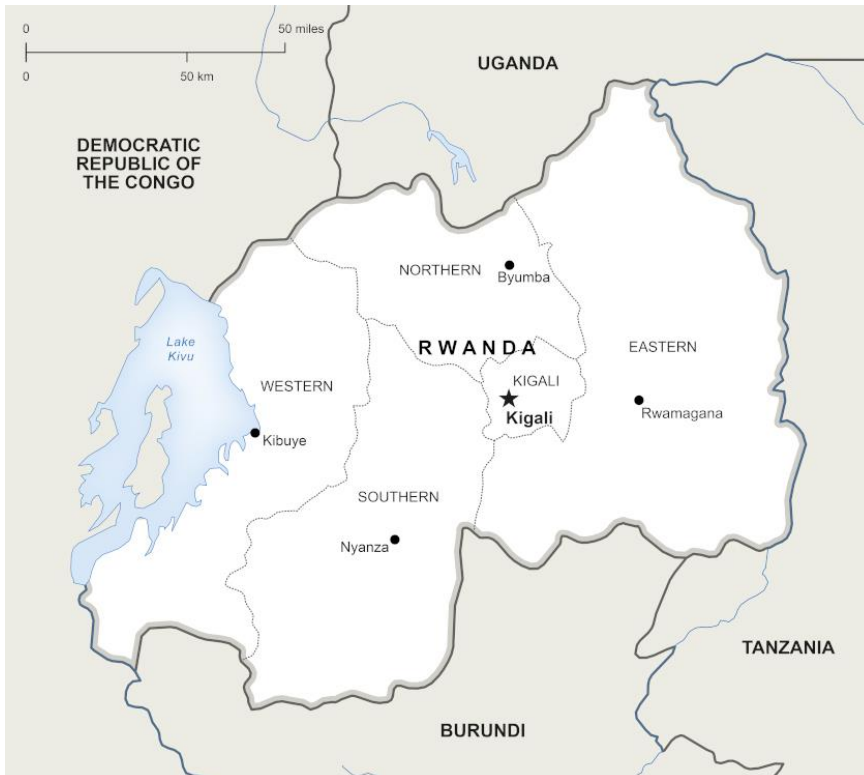 0
50 miles
0
50 km
UGANDA
DEMOCRATIC
REPUBLIC OF
THE CONGO
NORTHERN
Byumba
Lake
Kivu
RWANDA
EASTERN
WESTERN
KIGALI
Kigali
Rwamagana
Kibuye
SOUTHERN
Nyanza
TANZANIA
BURUNDI